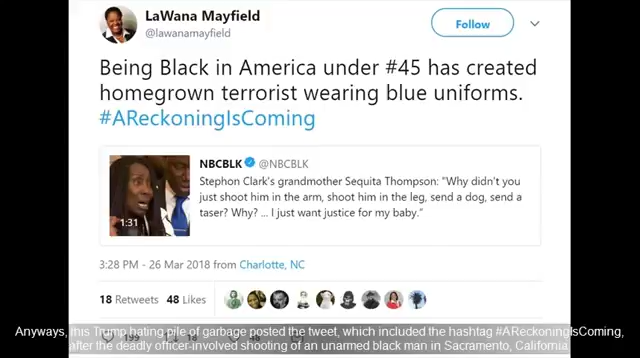 LaWana Mayfield
@lawanamayfield
Follow
Being Black in America under #45 has created
homegrown terrorist wearing blue uniforms.
#AReckoningIsComing
NBCBLK @NBCBLK
Stephon Clark's grandmother Sequita Thompson: "Why didn't you
just shoot him in the arm, shoot him in the leg, send a dog, send a
taser? Why? ... I just want justice for my baby."
1:31
3:28 PM - 26 Mar 2018 from Charlotte, NC
18 Retweets 48 Likes
Anyways, this Trump hating pile of garbage posted the tweet, which included the hashtag #AReckoningIsComing,
after the deadly officer-involved shooting of an unarmed black man in Sacramento, California
199 18 48